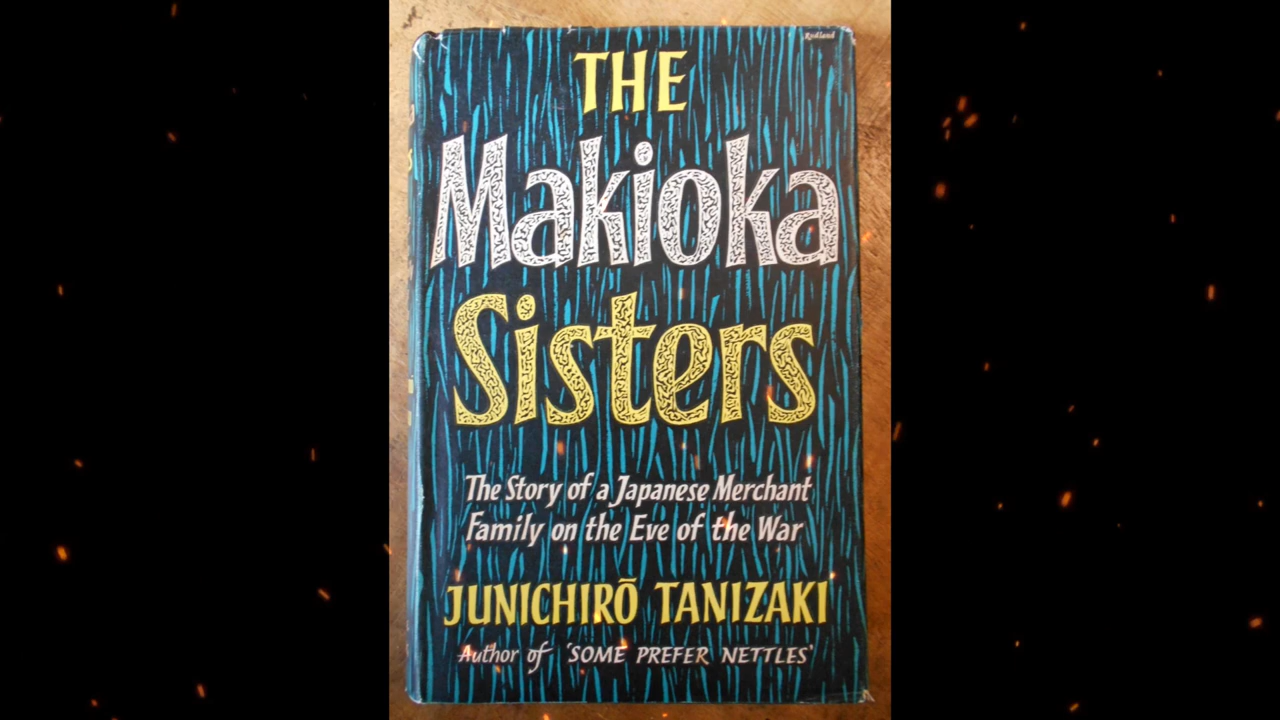 Redland
THE
Makioka
Sisters
The Story of a Japanese Merchant
Family on the Eve of the War
JUNICHIRŌ TANIZAKI
Author of 'SOME PREFER NETTLES'